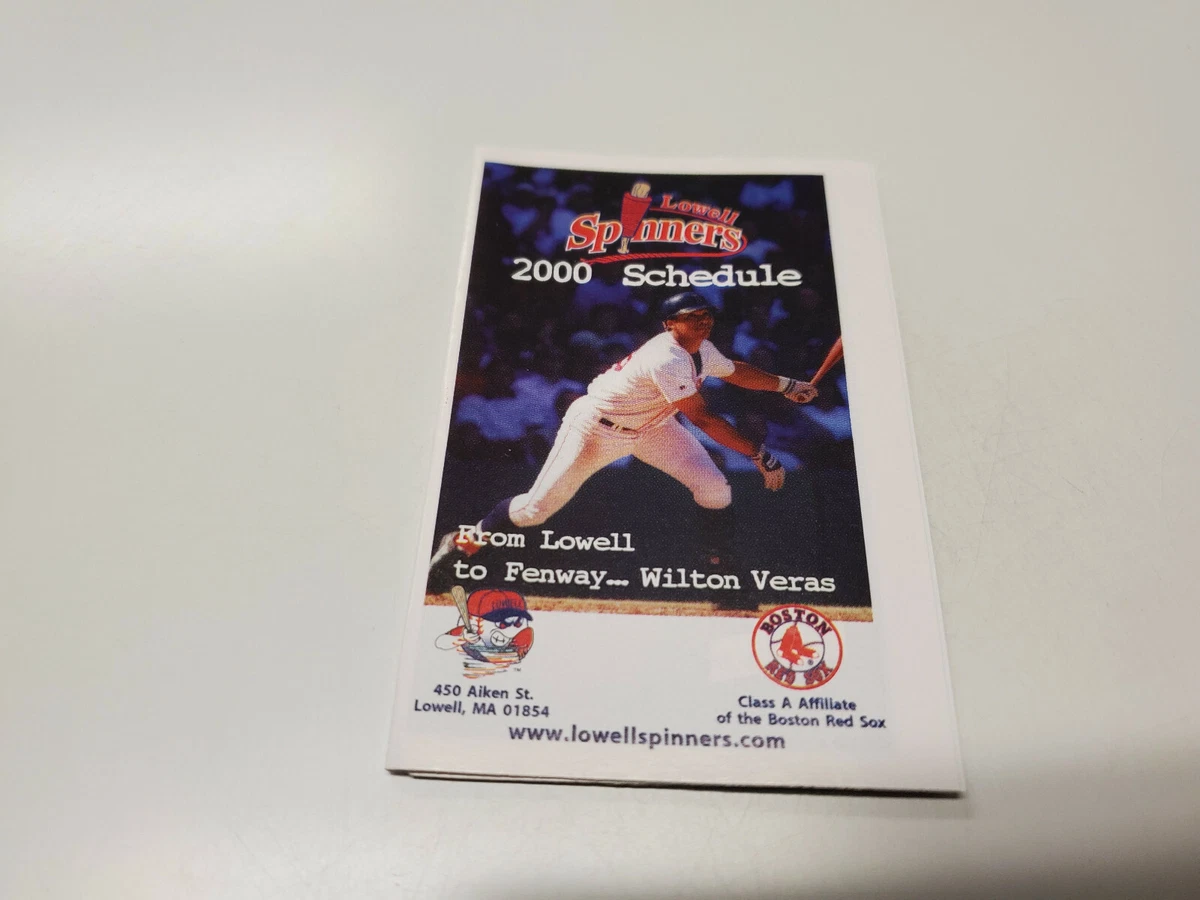 Lowell
Spinners
2000 Schedule
From Lowell
to Fenway... Wilton Veras
BOSTON
RED SOX
450 Aiken St.
Lowell, MA 01854
Class A Affiliate
of the Boston Red Sox
www.lowellspinners.com